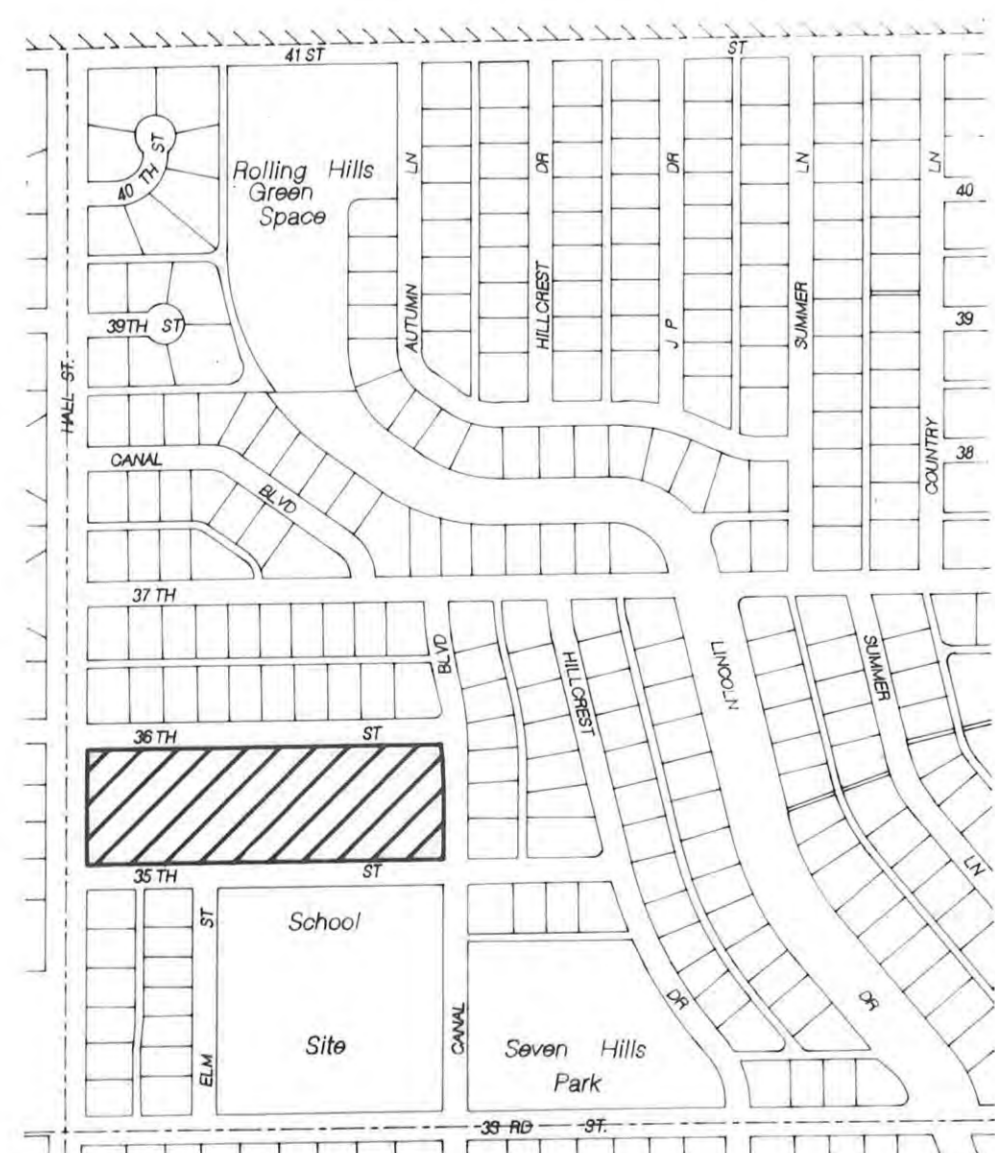 41 ST
ST
40 TH ST
Rolling Hills
Green
Space
LN
DR
DR
LN
LN
40
39TH ST
AUTUMN
HILLCREST
J P
SUMMER
39
HALL ST.
CANAL
BLVD
COUNTRY
38
37 TH
BLVD
HILLCREST
LINCOLN
SUMMER
36 TH
ST
35 TH
ST
LN
ST
School
DR
DR
ELM
Site
CANAL
Seven Hills
Park
33 RD ST.